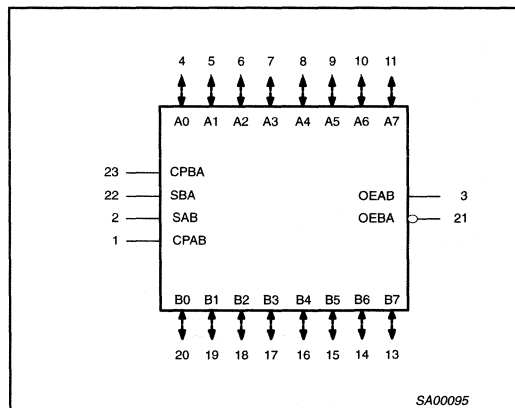 4 5 6 7 8 9 10 11
A0 A1 A2 A3 A4 A5 A6 A7
23 CPBA
22 SBA OEAB 3
2 SAB OEBA 21
1 CPAB
B0 B1 B2 B3 B4 B5 B6 B7
20 19 18 17 16 15 14 13
SA00095